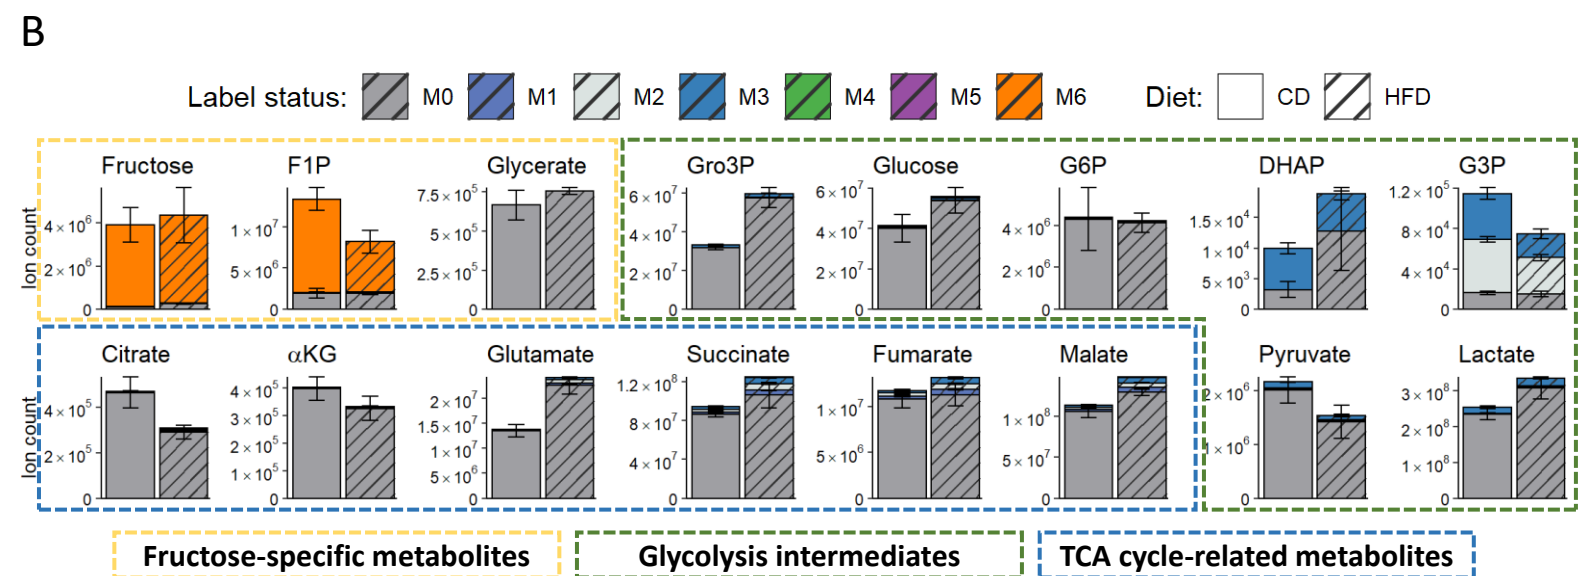 B
Label status: M0 M1 M2 M3 M4 M5 M6 Diet: CD HFD
Fructose F1P Glycerate Gro3P Glucose G6P DHAP G3P
Ion count
4 × 10⁶
2 × 10⁶
0
1 × 10⁷
5 × 10⁶
0
7.5 × 10⁵
5 × 10⁵
2.5 × 10⁵
0
6 × 10⁷
4 × 10⁷
2 × 10⁷
0
6 × 10⁷
4 × 10⁷
2 × 10⁷
0
4 × 10⁶
2 × 10⁶
0
1.5 × 10⁴
1 × 10⁴
5 × 10³
0
1.2 × 10⁵
8 × 10⁴
4 × 10⁴
0
Citrate αKG Glutamate Succinate Fumarate Malate Pyruvate Lactate
Ion count
4 × 10⁵
2 × 10⁵
0
4 × 10⁵
3 × 10⁵
2 × 10⁵
1 × 10⁵
0
2 × 10⁷
1.5 × 10⁷
1 × 10⁷
5 × 10⁶
0
1.2 × 10⁸
8 × 10⁷
4 × 10⁷
0
1 × 10⁷
5 × 10⁶
0
1 × 10⁸
5 × 10⁷
0
2 × 10⁶
1 × 10⁶
0
3 × 10⁸
2 × 10⁸
1 × 10⁸
0
Fructose-specific metabolites Glycolysis intermediates TCA cycle-related metabolites